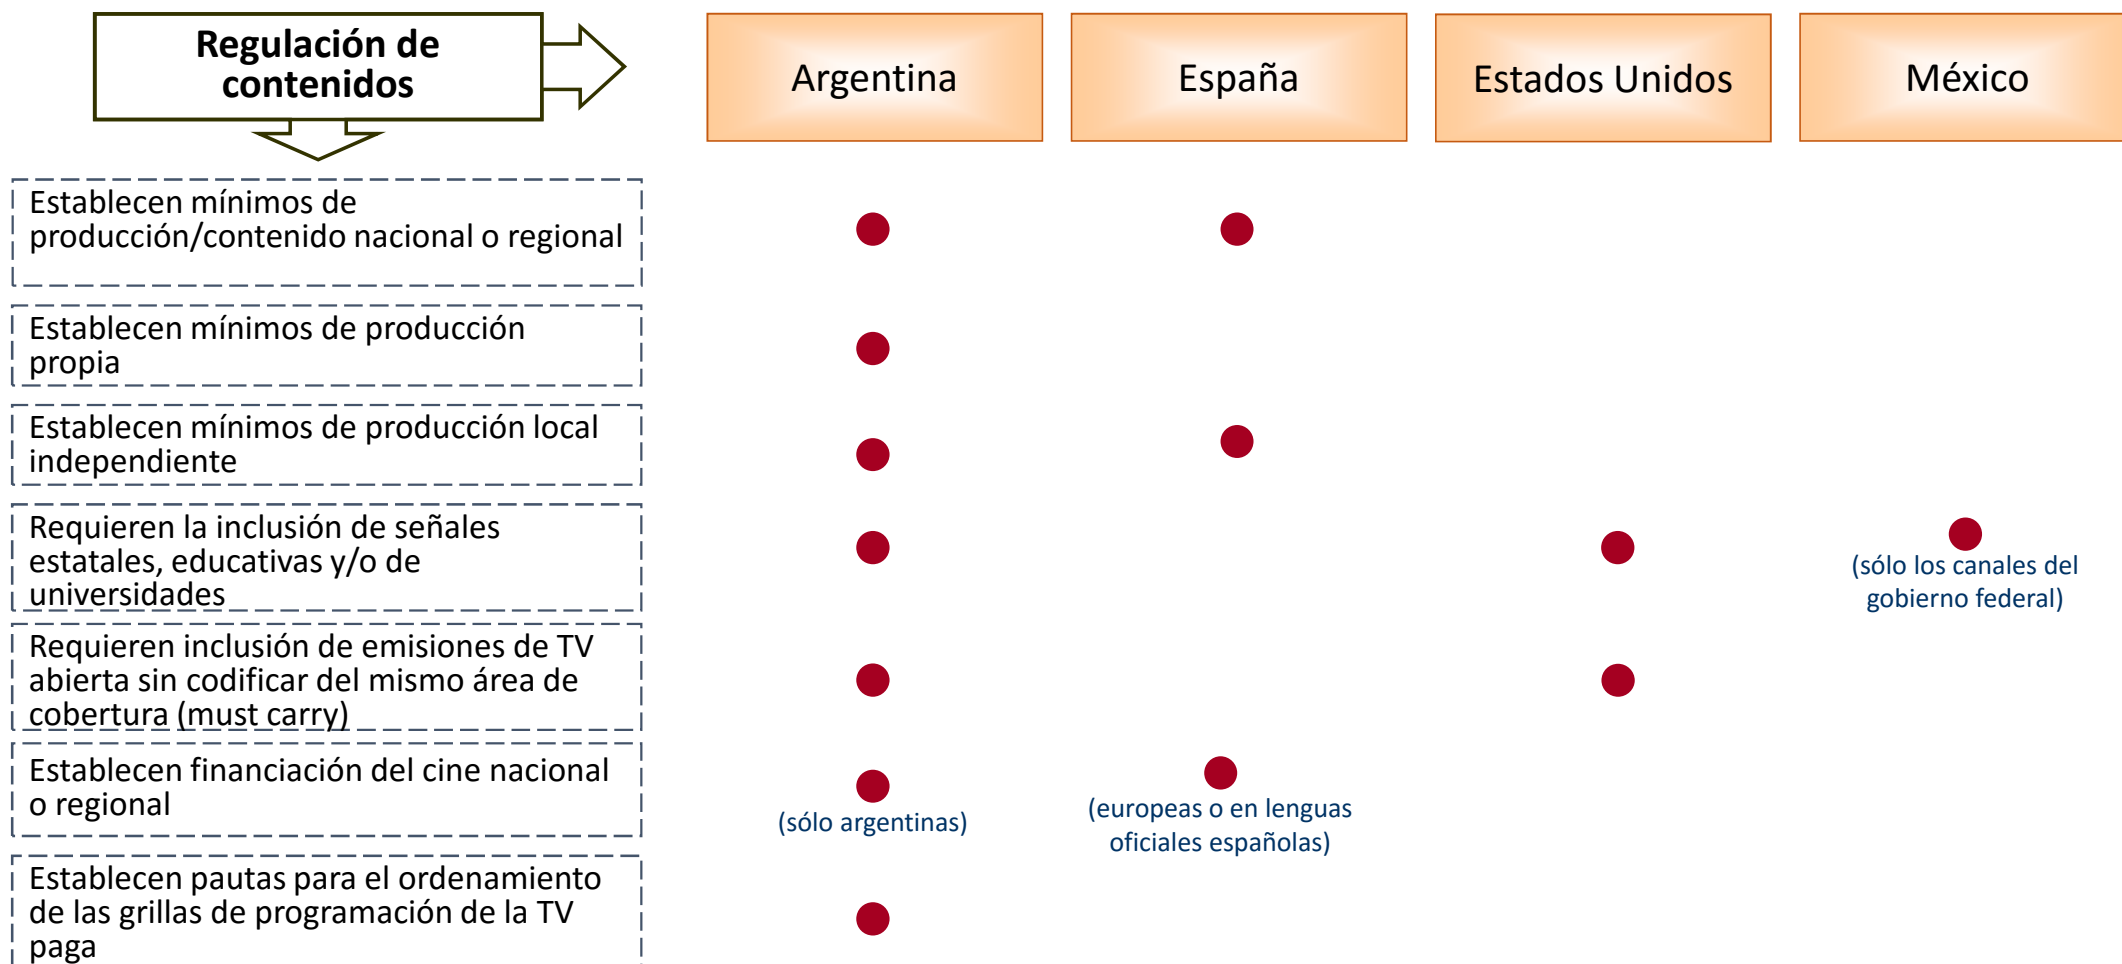 Regulación de
contenidos
Argentina
España
Estados Unidos
México
Establecen mínimos de
producción/contenido nacional o regional
Establecen mínimos de producción
propia
Establecen mínimos de producción local
independiente
Requieren la inclusión de señales
estatales, educativas y/o de
universidades
(sólo los canales del
gobierno federal)
Requieren inclusión de emisiones de TV
abierta sin codificar del mismo área de
cobertura (must carry)
Establecen financiación del cine nacional
o regional
(sólo argentinas)
(europeas o en lenguas
oficiales españolas)
Establecen pautas para el ordenamiento
de las grillas de programación de la TV
paga